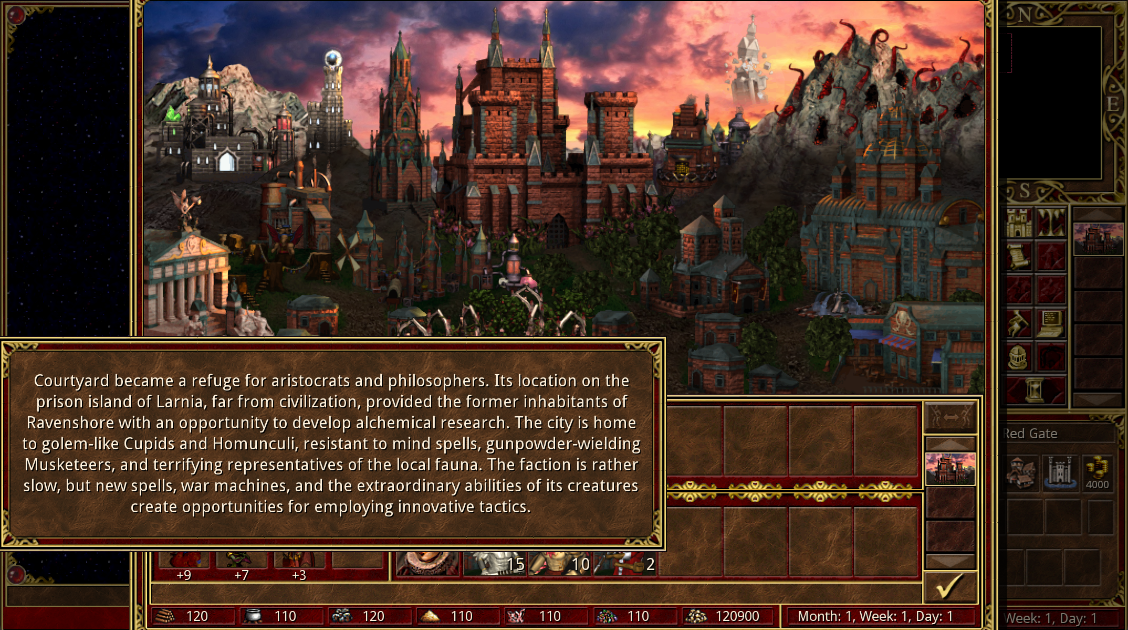 N
E
S
Courtyard became a refuge for aristocrats and philosophers. Its location on the
prison island of Larnia, far from civilization, provided the former inhabitants of
Ravenshore with an opportunity to develop alchemical research. The city is home
to golem-like Cupids and Homunculi, resistant to mind spells, gunpowder-wielding
Musketeers, and terrifying representatives of the local fauna. The faction is rather
slow, but new spells, war machines, and the extraordinary abilities of its creatures
create opportunities for employing innovative tactics.
Red Gate
4000
15 10 2
+9 +7 +3
120 110 120 110 110 110 120900 Month: 1, Week: 1, Day: 1
Week: 1, Day: 1